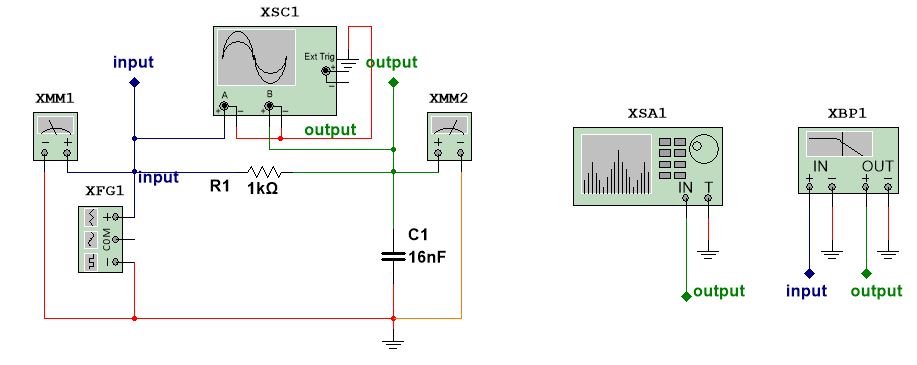 XSC1
input
Ext Trig
+
output
XMM1
A
B
−
XMM2
+ − + −
output
− +
+ −
XSA1
XBP1
IN OUT
input
R1
1kΩ
IN T
+ − + −
XFG1
+
COM
−
C1
16nF
output
input
output